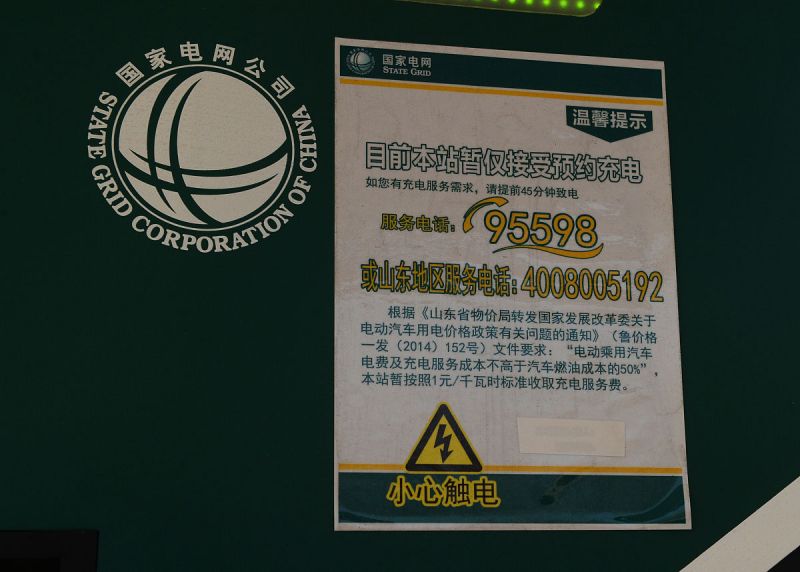 国家电网公司
STATE GRID CORPORATION OF CHINA
国家电网
STATE GRID
温馨提示
目前本站暂仅接受预约充电
如您有充电服务需求，请提前45分钟致电
服务电话：95598
或山东地区服务电话：4008005192
根据《山东省物价局转发国家发展改革委关于
电动汽车用电价格政策有关问题的通知》（鲁价格
一发（2014）152号）文件要求：“电动乘用汽车
电费及充电服务成本不高于汽车燃油成本的50%”，
本站暂按照1元/千瓦时标准收取充电服务费。
小心触电